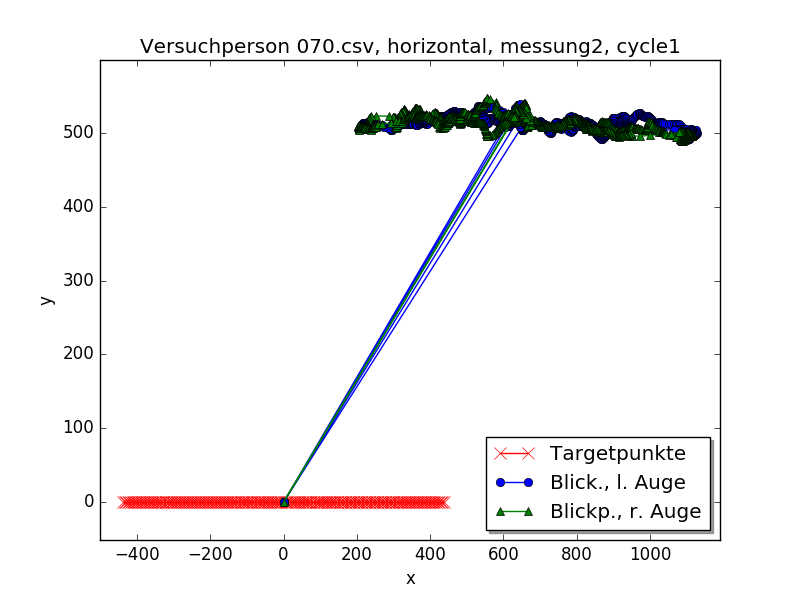 Versuchperson 070.csv, horizontal, messung2, cycle1
500
400
300
200
100
0
y
−400
−200
0
200
400
600
800
1000
x
Targetpunkte
Blick., l. Auge
Blickp., r. Auge